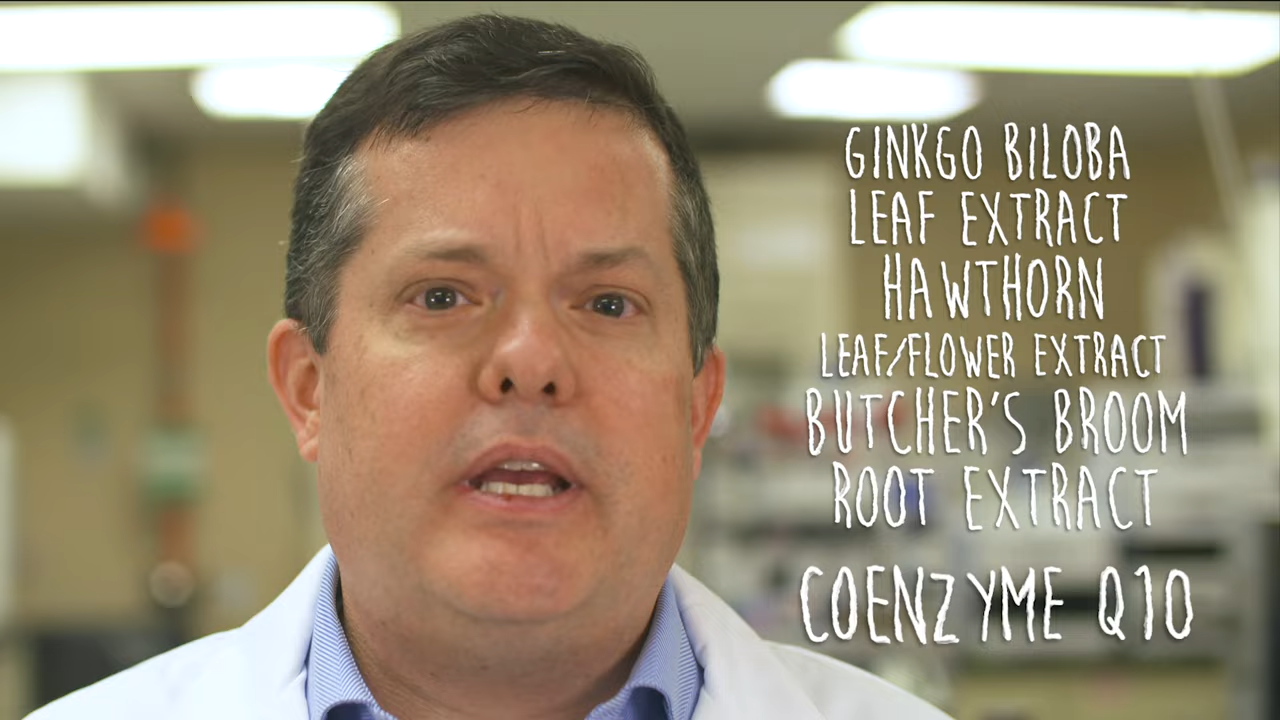 GINKGO BILOBA
LEAF EXTRACT
HAWTHORN
LEAF/FLOWER EXTRACT
BUTCHER'S BROOM
ROOT EXTRACT
COENZYME Q10